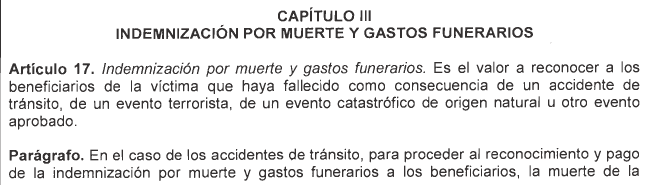 CAPÍTULO III
INDEMNIZACIÓN POR MUERTE Y GASTOS FUNERARIOS
Artículo 17. Indemnización por muerte y gastos funerarios. Es el valor a reconocer a los
beneficiarios de la víctima que haya fallecido como consecuencia de un accidente de
tránsito, de un evento terrorista, de un evento catastrófico de origen natural u otro evento
aprobado.
Parágrafo. En el caso de los accidentes de tránsito, para proceder al reconocimiento y pago
de la indemnización por muerte y gastos funerarios a los beneficiarios, la muerte de la